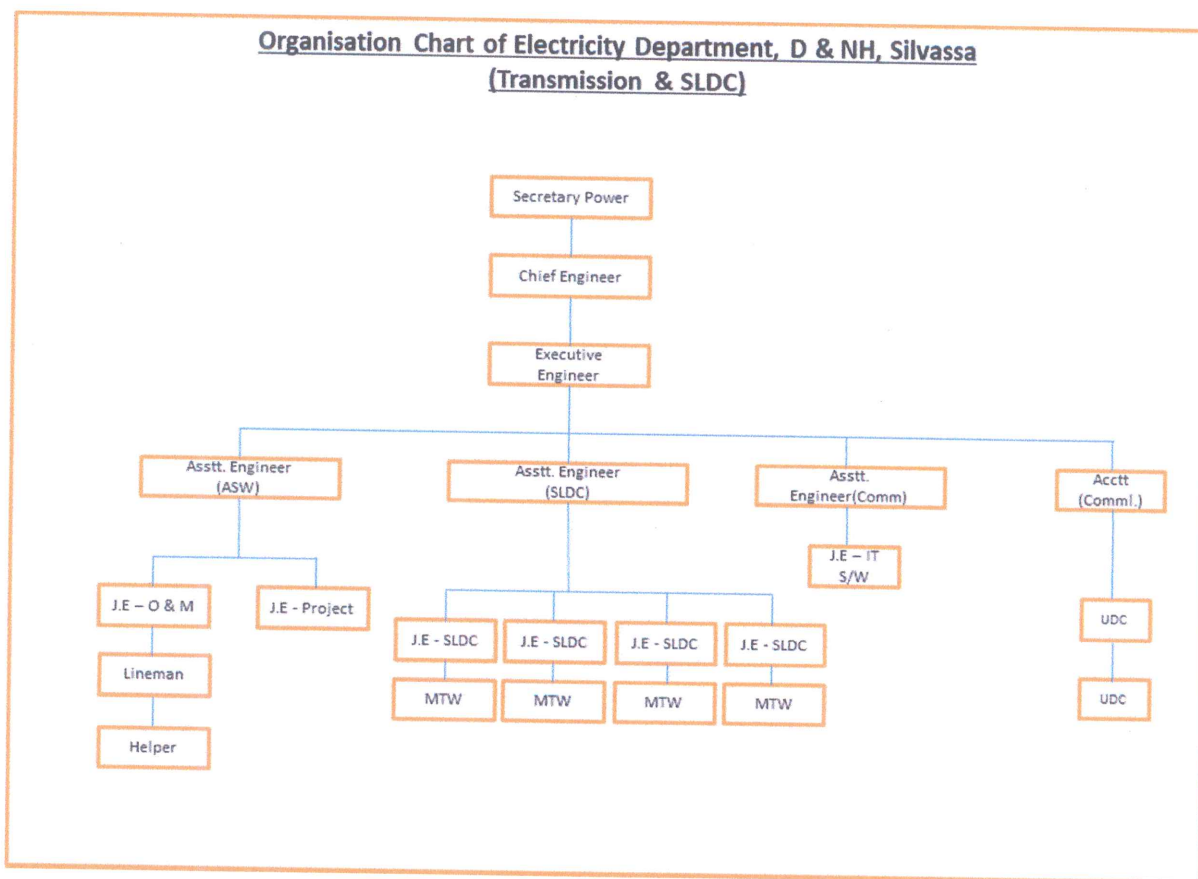 Organisation Chart of Electricity Department, D & NH, Silvassa
(Transmission & SLDC)
Secretary Power
Chief Engineer
Executive
Engineer
Asstt. Engineer
(ASW)
Asstt. Engineer
(SLDC)
Asstt.
Engineer(Comm)
Acctt
(Comml.)
J.E – IT
S/W
J.E – O & M
J.E - Project
UDC
J.E - SLDC
J.E - SLDC
J.E - SLDC
J.E - SLDC
Lineman
MTW
MTW
MTW
MTW
UDC
Helper